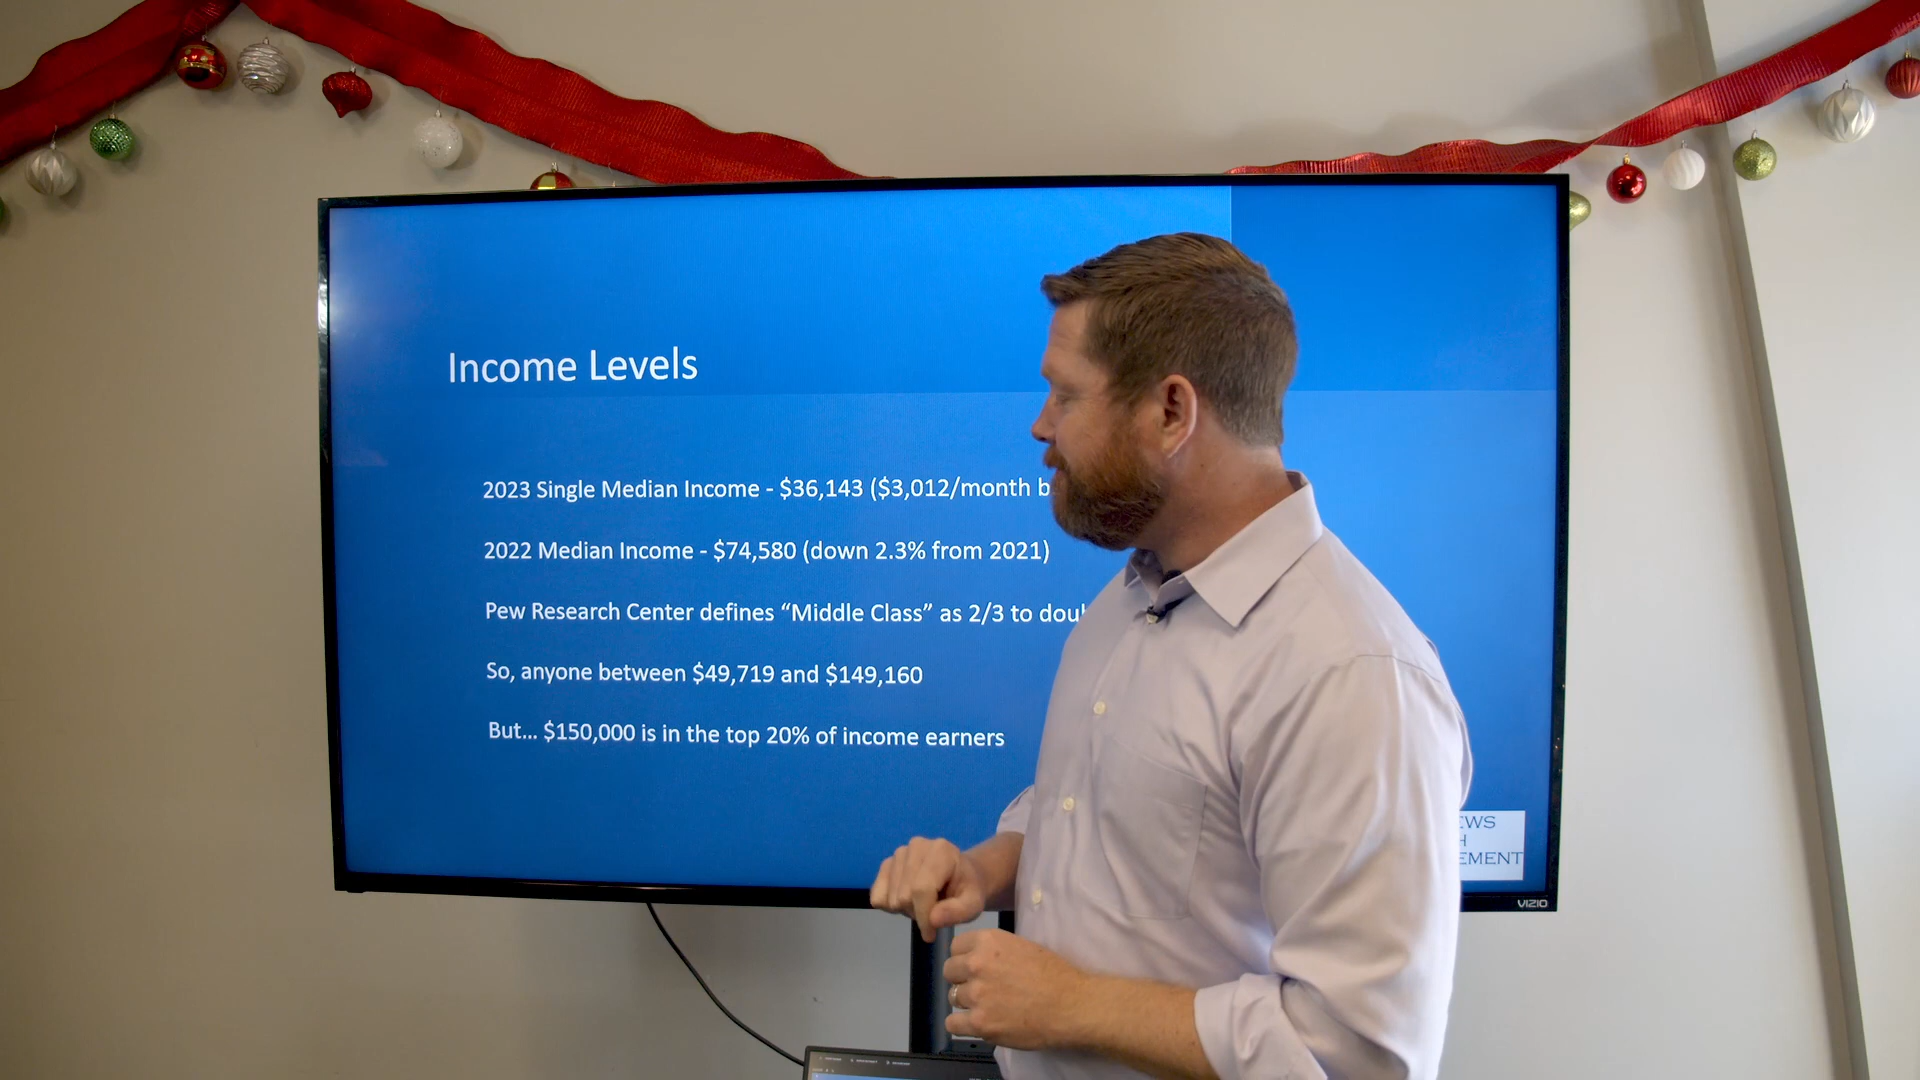 Income Levels
2023 Single Median Income - $36,143 ($3,012/month b
2022 Median Income - $74,580 (down 2.3% from 2021)
Pew Research Center defines “Middle Class” as 2/3 to dou
So, anyone between $49,719 and $149,160
But... $150,000 is in the top 20% of income earners
EWS
H
EMENT
VIZIO